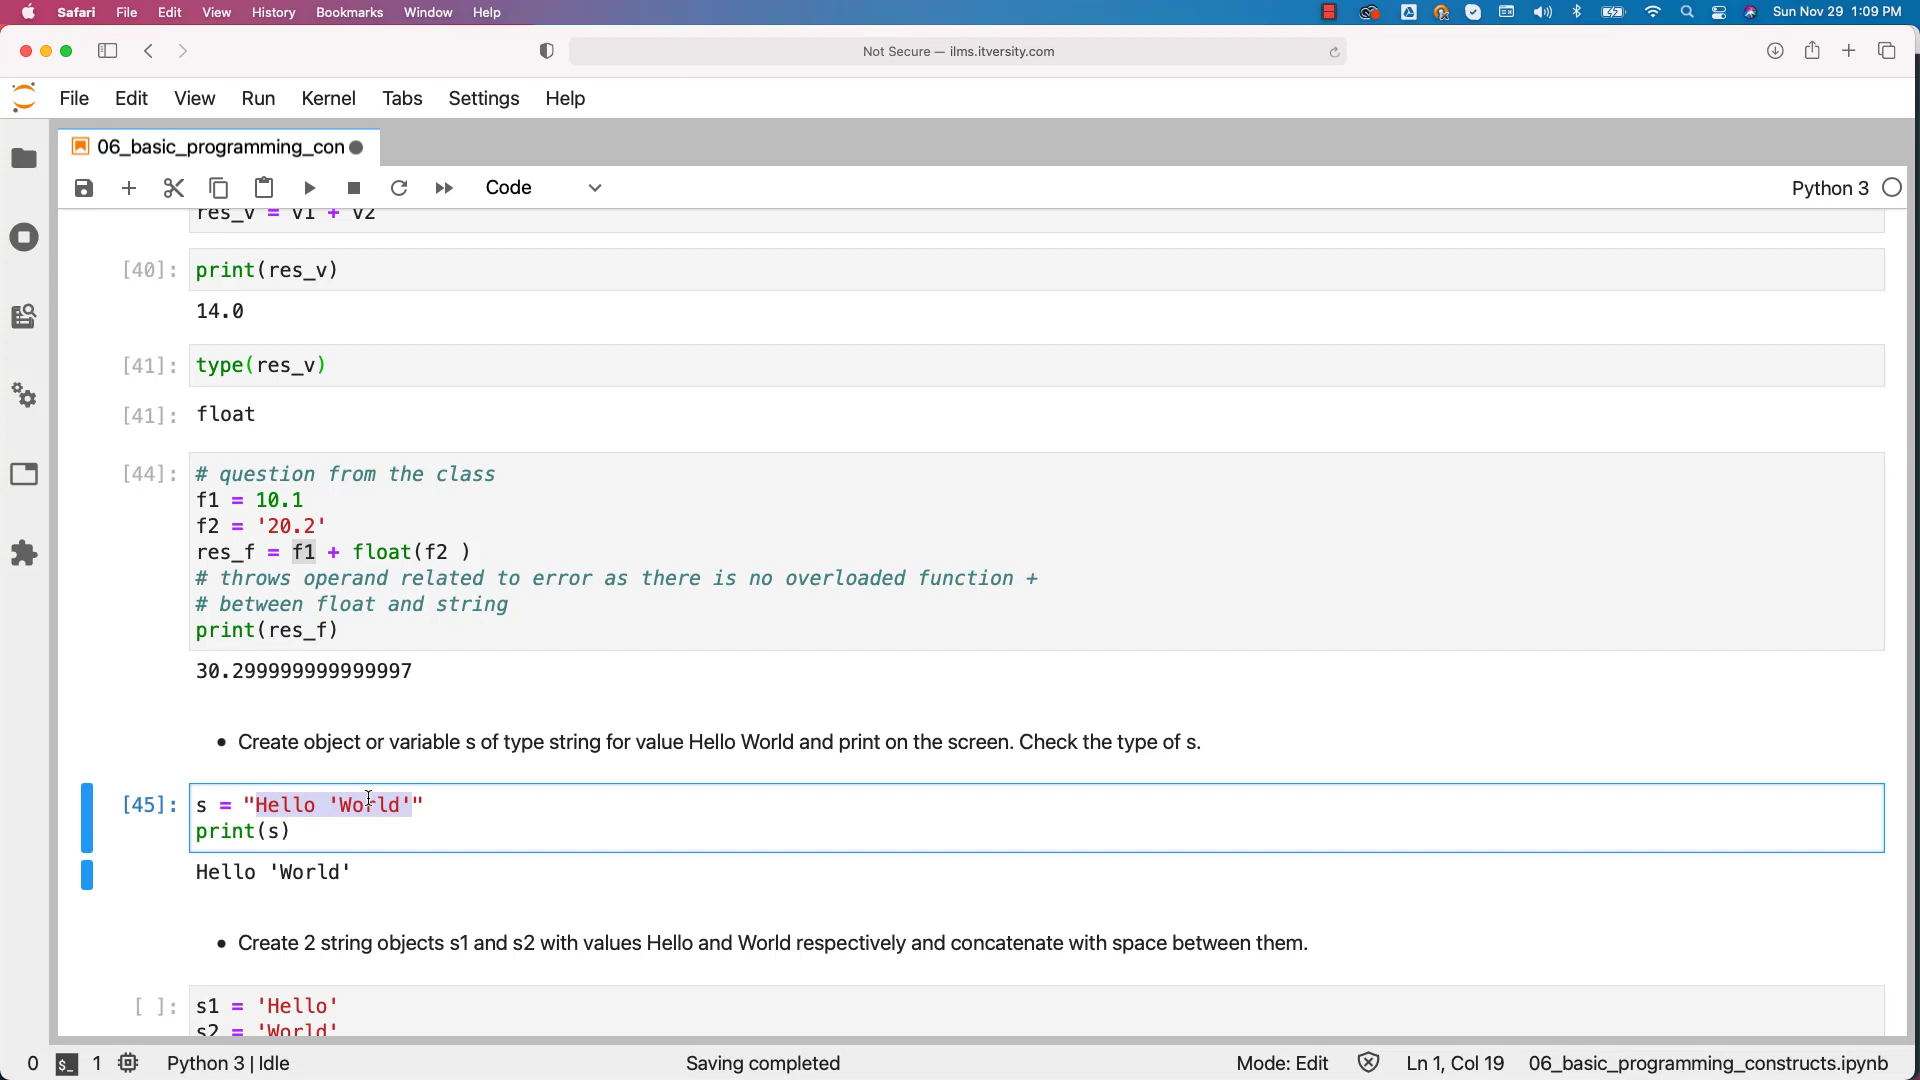 Safari File Edit View History Bookmarks Window Help Sun Nov 29 1:09 PM
Not Secure — ilms.itversity.com
File Edit View Run Kernel Tabs Settings Help
06_basic_programming_con
Code Python 3
res_v = v1 + v2
[40]: print(res_v)
14.0
[41]: type(res_v)
[41]: float
[44]: # question from the class
f1 = 10.1
f2 = '20.2'
res_f = f1 + float(f2 )
# throws operand related to error as there is no overloaded function +
# between float and string
print(res_f)
30.299999999999997
• Create object or variable s of type string for value Hello World and print on the screen. Check the type of s.
[45]: s = "Hello 'World'"
print(s)
Hello 'World'
• Create 2 string objects s1 and s2 with values Hello and World respectively and concatenate with space between them.
[ ]: s1 = 'Hello'
s2 = 'World'
0 $_ 1 Python 3 | Idle Saving completed Mode: Edit Ln 1, Col 19 06_basic_programming_constructs.ipynb